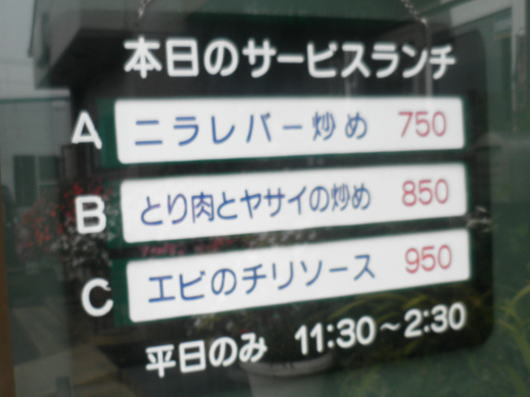 本日のサービスランチ
A ニラレバー炒め 750
B とり肉とヤサイの炒め 850
C エビのチリソース 950
平日のみ 11:30～2:30